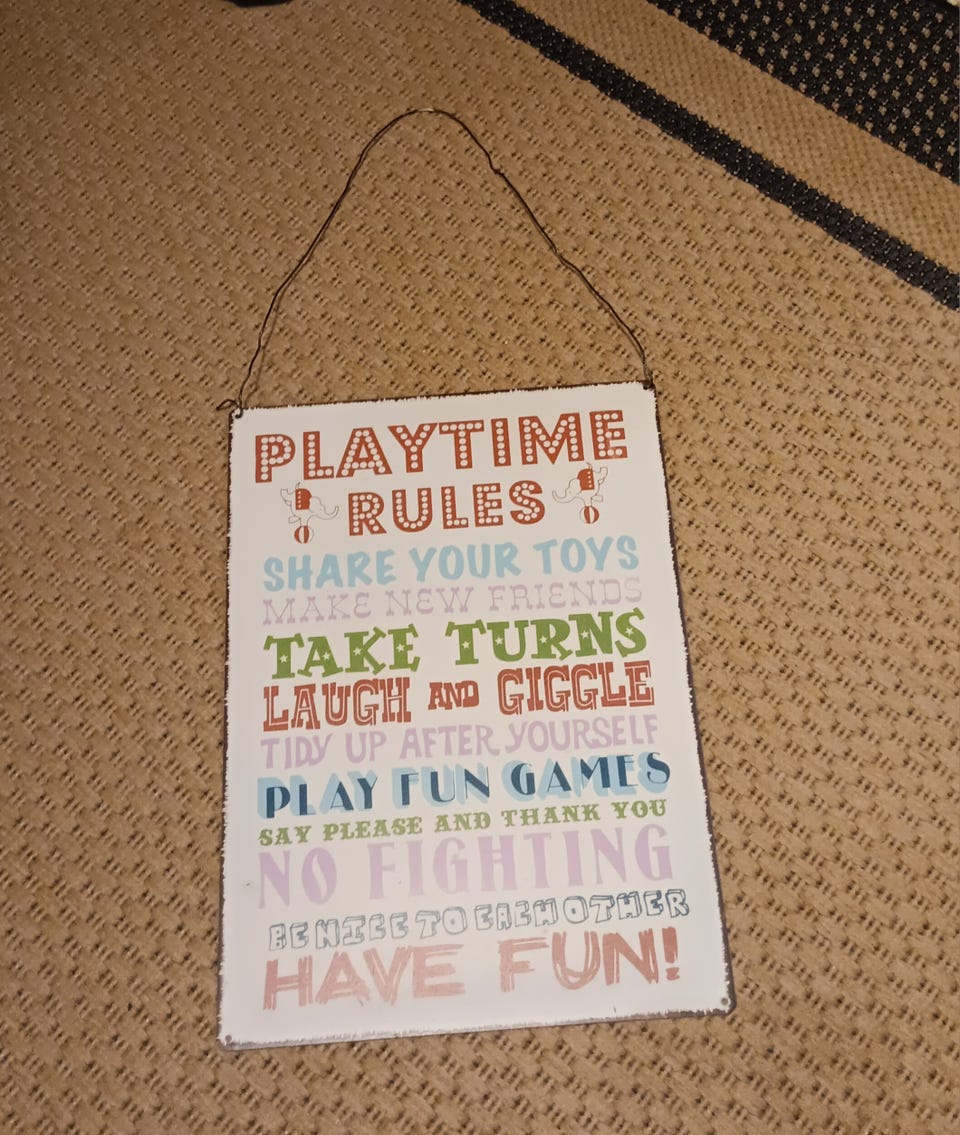 PLAYTIME
RULES
SHARE YOUR TOYS
MAKE NEW FRIENDS
TAKE TURNS
LAUGH AND GIGGLE
TIDY UP AFTER YOURSELF
PLAY FUN GAMES
SAY PLEASE AND THANK YOU
NO FIGHTING
BE NICE TO EACH OTHER
HAVE FUN!